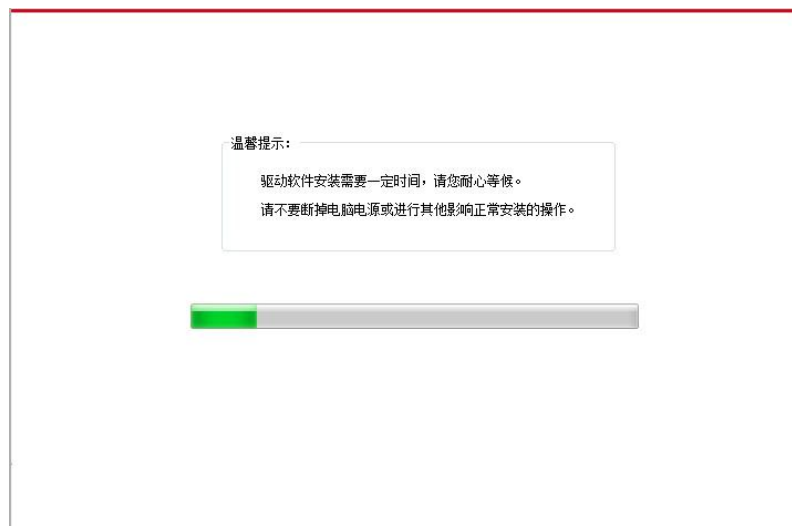 温馨提示：
驱动软件安装需要一定时间，请您耐心等候。
请不要断掉电脑电源或进行其他影响正常安装的操作。